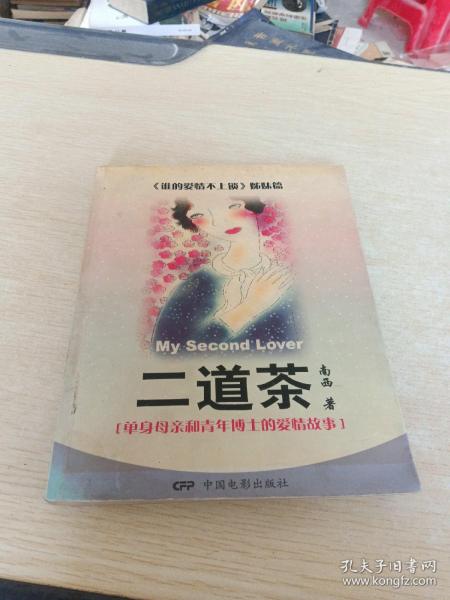 《谁的爱情不上锁》姊妹篇
My Second Lover
二道茶
南西 著
[单身母亲和青年博士的爱情故事]
CFP 中国电影出版社
孔夫子旧书网
www.kongfz.com